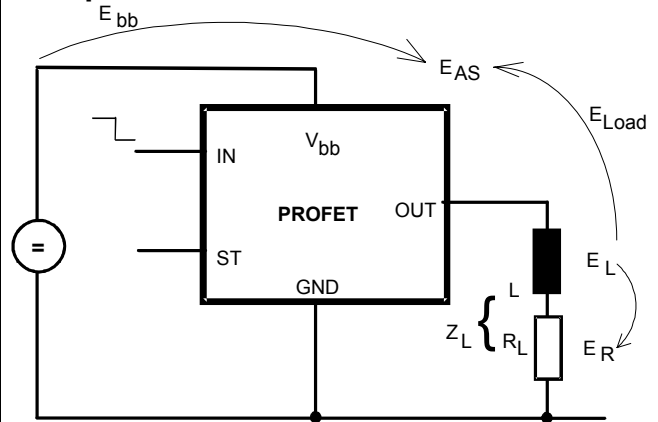 E bb
E AS
E Load
V bb
IN
PROFET
OUT
=
ST
GND
L
E L
Z L { R L
E R